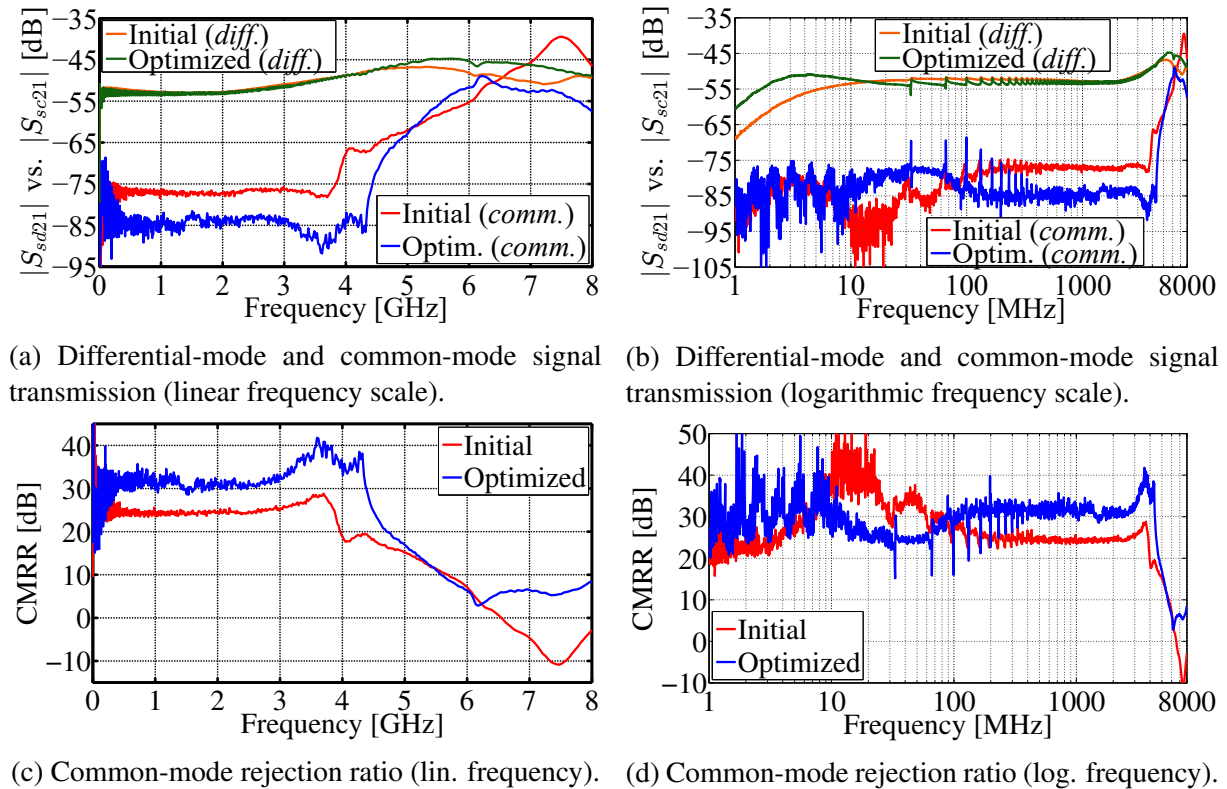 |S_sd21| vs. |S_sc21| [dB]
−35
−45
−55
−65
−75
−85
−95
Initial (diff.)
Optimized (diff.)
Initial (comm.)
Optim. (comm.)
0 1 2 3 4 5 6 7 8
Frequency [GHz]
(a) Differential-mode and common-mode signal
transmission (linear frequency scale).
|S_sd21| vs. |S_sc21| [dB]
−35
−45
−55
−65
−75
−85
−95
−105
Initial (diff.)
Optimized (diff.)
Initial (comm.)
Optim. (comm.)
1 10 100 1000 8000
Frequency [MHz]
(b) Differential-mode and common-mode signal
transmission (logarithmic frequency scale).
CMRR [dB]
40
30
20
10
0
−10
Initial
Optimized
0 1 2 3 4 5 6 7 8
Frequency [GHz]
(c) Common-mode rejection ratio (lin. frequency).
CMRR [dB]
50
40
30
20
10
0
−10
Initial
Optimized
1 10 100 1000 8000
Frequency [MHz]
(d) Common-mode rejection ratio (log. frequency).